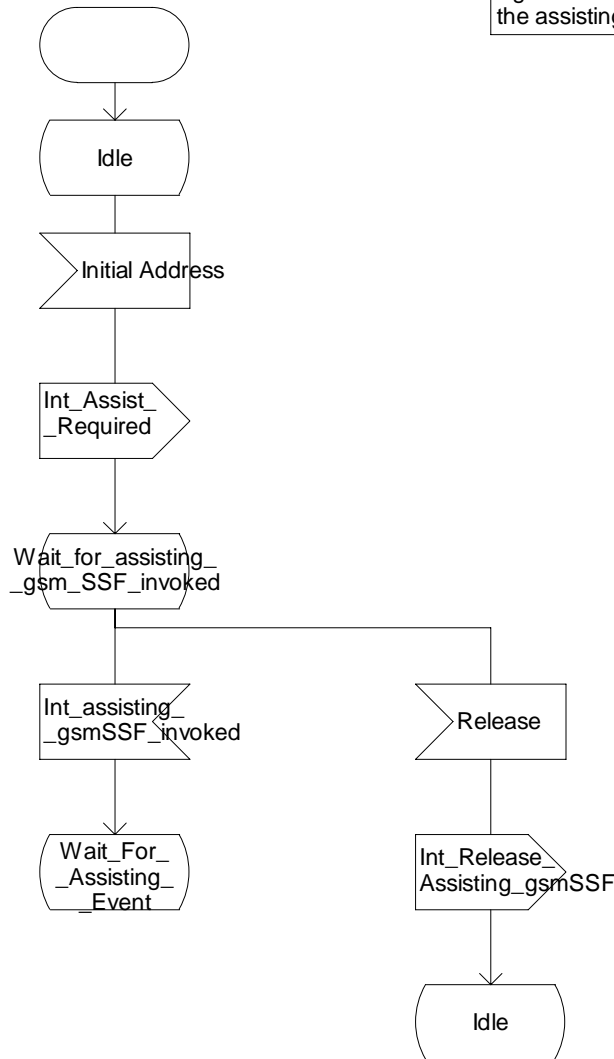 the assisting
Idle
Initial Address
Int_Assist_
_Required
Wait_for_assisting_
_gsm_SSF_invoked
Int_assisting_
_gsmSSF_invoked
Release
Wait_For_
_Assisting_
_Event
Int_Release_
Assisting_gsmSSF
Idle